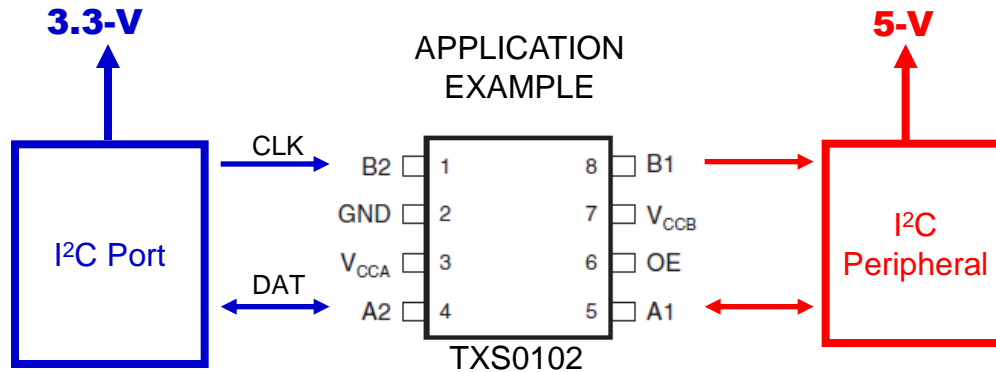 3.3-V
5-V
APPLICATION
EXAMPLE
CLK
B2 1 8 B1
GND 2 7 VCCB
I²C Port
I²C
Peripheral
VCCA 3 6 OE
DAT
A2 4 5 A1
TXS0102